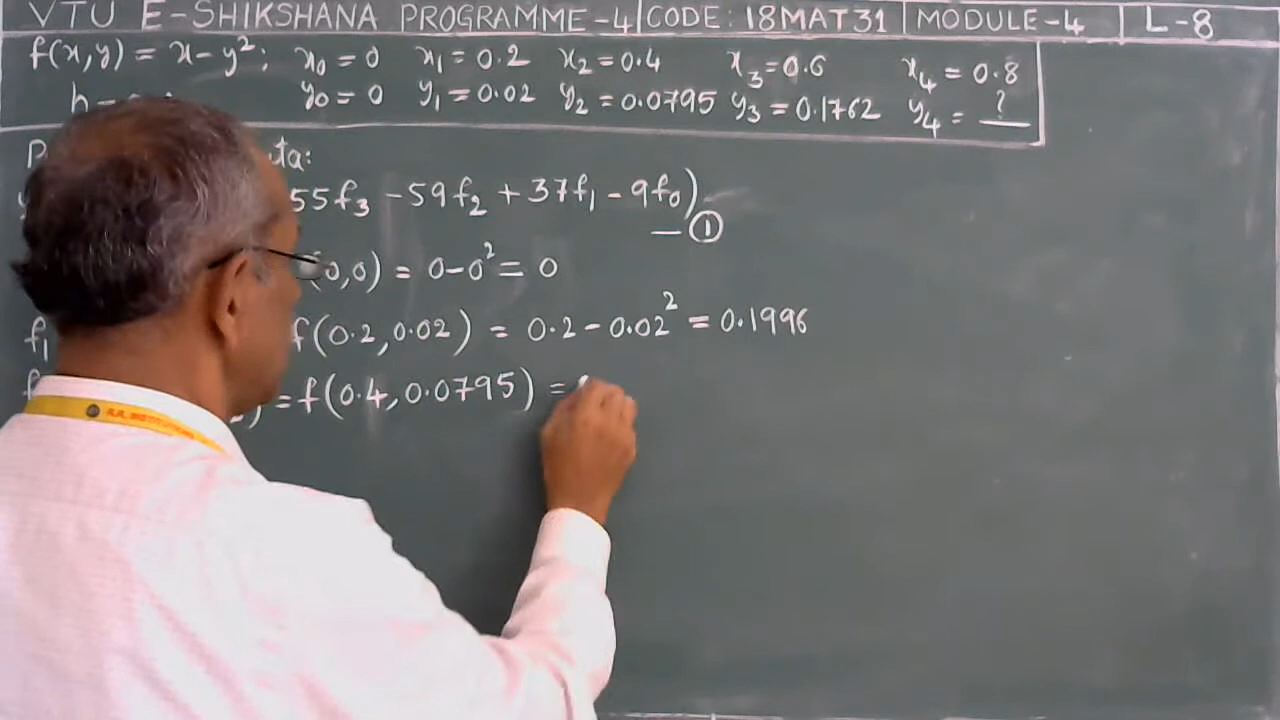 VTU E-SHIKSHANA PROGRAMME-4 | CODE: 18MAT31 | MODULE-4 | L-8
f(x,y) = x-y²; x₀ = 0 x₁ = 0.2 x₂ = 0.4 x₃ = 0.6 x₄ = 0.8
h y₀ = 0 y₁ = 0.02 y₂ = 0.0795 y₃ = 0.1762 y₄ = ?
55f₃ - 59f₂ + 37f₁ - 9f₀)
— ①
(0,0) = 0-0² = 0
f₁ f(0.2, 0.02) = 0.2 - 0.02² = 0.1996
= f(0.4, 0.0795) =